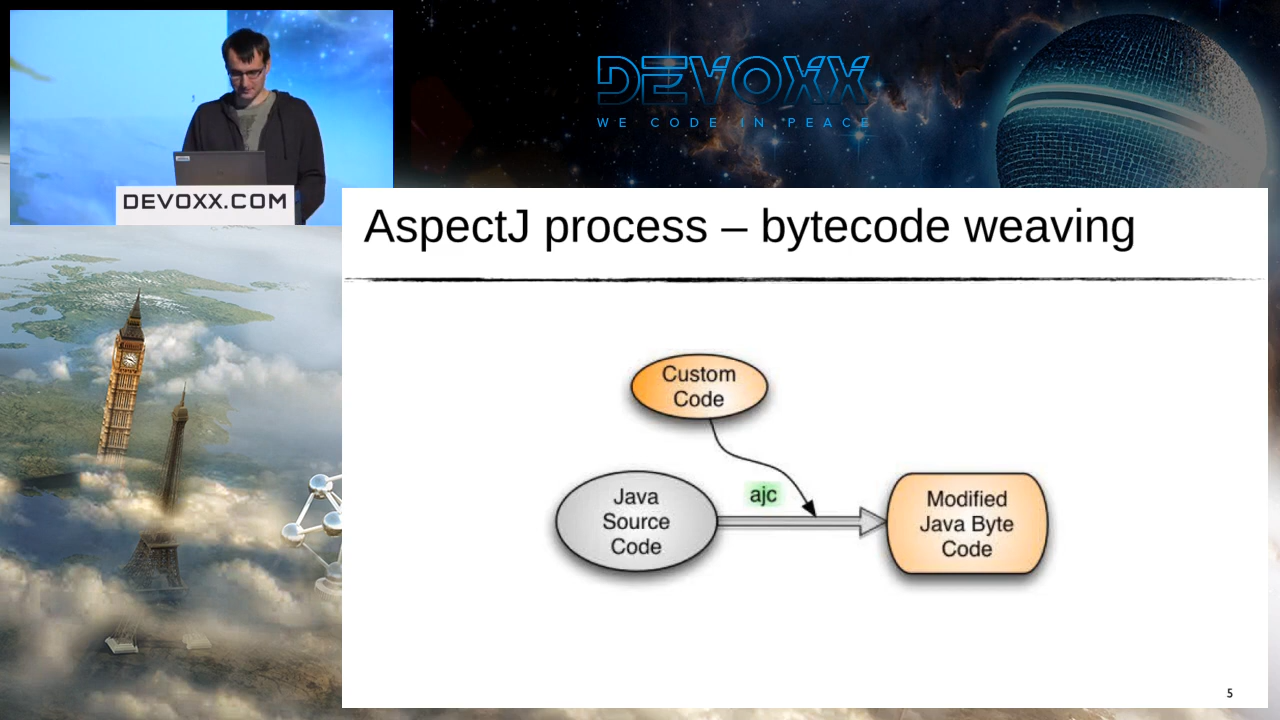 DEVOXX
WE CODE IN PEACE
DEVOXX.COM
AspectJ process – bytecode weaving
Custom
Code
ajc
Java
Source
Code
Modified
Java Byte
Code
5